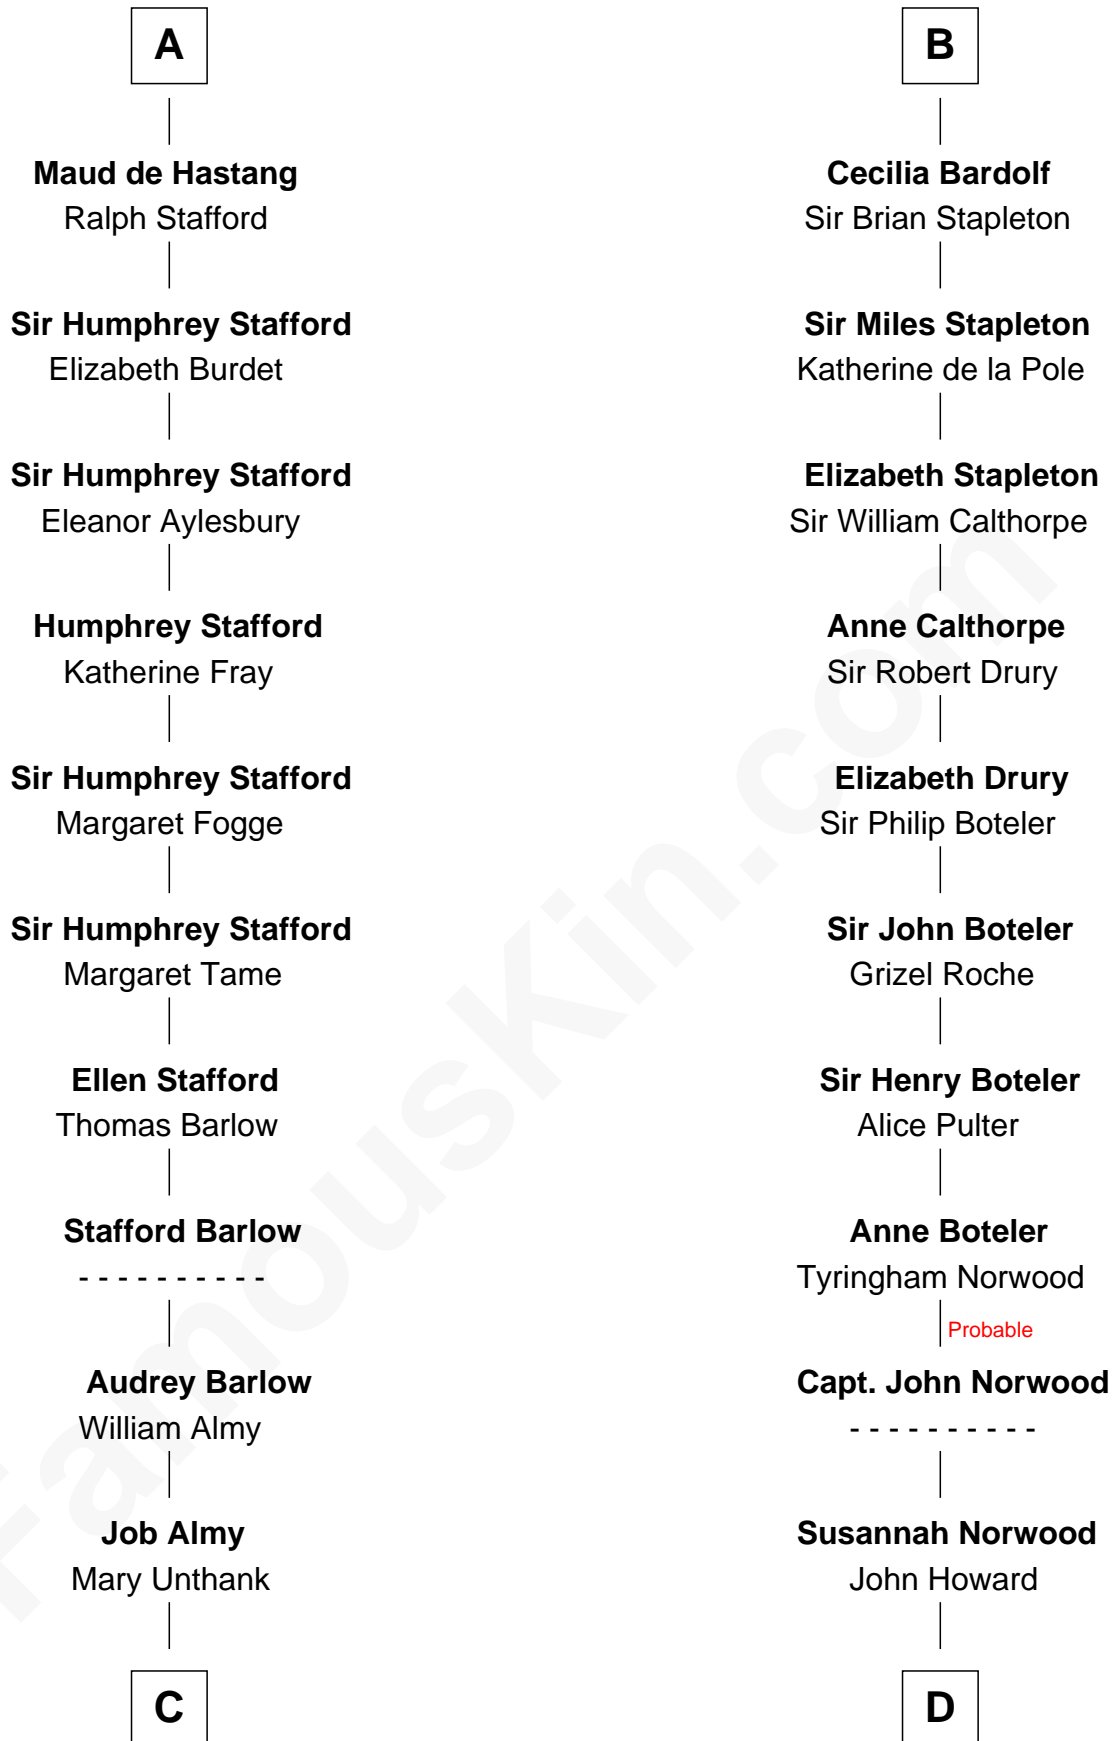 A
Maud de Hastang
Ralph Stafford
Sir Humphrey Stafford
Elizabeth Burdet
Sir Humphrey Stafford
Eleanor Aylesbury
Humphrey Stafford
Katherine Fray
Sir Humphrey Stafford
Margaret Fogge
Sir Humphrey Stafford
Margaret Tame
Ellen Stafford
Thomas Barlow
Stafford Barlow
- - - - - - - - - -
Audrey Barlow
William Almy
Job Almy
Mary Unthank
C
B
Cecilia Bardolf
Sir Brian Stapleton
Sir Miles Stapleton
Katherine de la Pole
Elizabeth Stapleton
Sir William Calthorpe
Anne Calthorpe
Sir Robert Drury
Elizabeth Drury
Sir Philip Boteler
Sir John Boteler
Grizel Roche
Sir Henry Boteler
Alice Pulter
Anne Boteler
Tyringham Norwood
Probable
Capt. John Norwood
- - - - - - - - - -
Susannah Norwood
John Howard
D
FamousKin.com